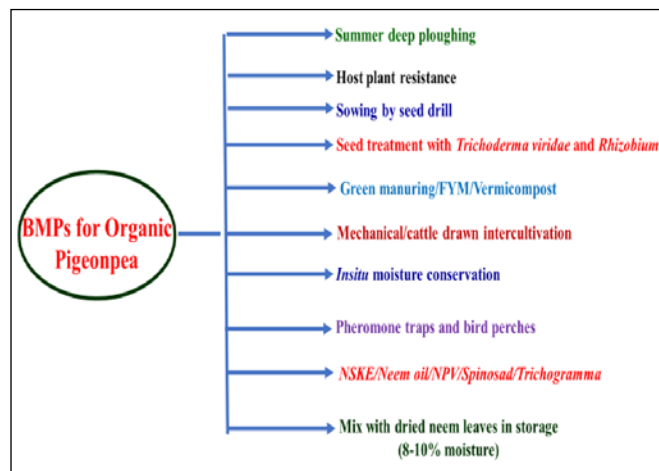 Summer deep ploughing
Host plant resistance
Sowing by seed drill
Seed treatment with Trichoderma viridae and Rhizobium
Green manuring/FYM/Vermicompost
BMPs for Organic
Pigeonpea
Mechanical/cattle drawn intercultivation
Insitu moisture conservation
Pheromone traps and bird perches
NSKE/Neem oil/NPV/Spinosad/Trichogramma
Mix with dried neem leaves in storage
(8-10% moisture)